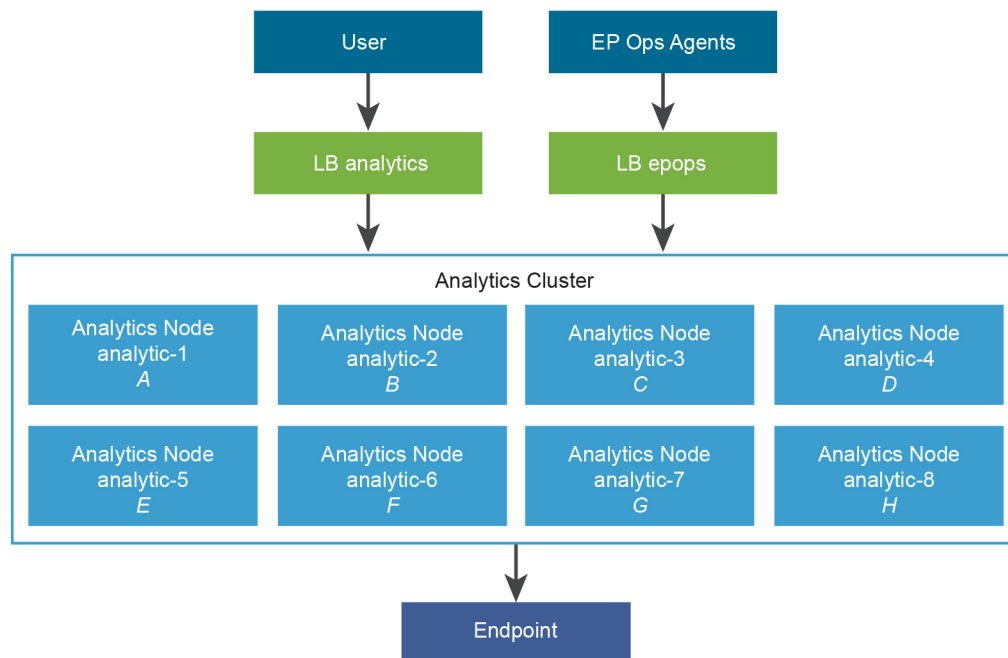 User
EP Ops Agents
LB analytics
LB epops
Analytics Cluster
Analytics Node
analytic-1
A
Analytics Node
analytic-2
B
Analytics Node
analytic-3
C
Analytics Node
analytic-4
D
Analytics Node
analytic-5
E
Analytics Node
analytic-6
F
Analytics Node
analytic-7
G
Analytics Node
analytic-8
H
Endpoint